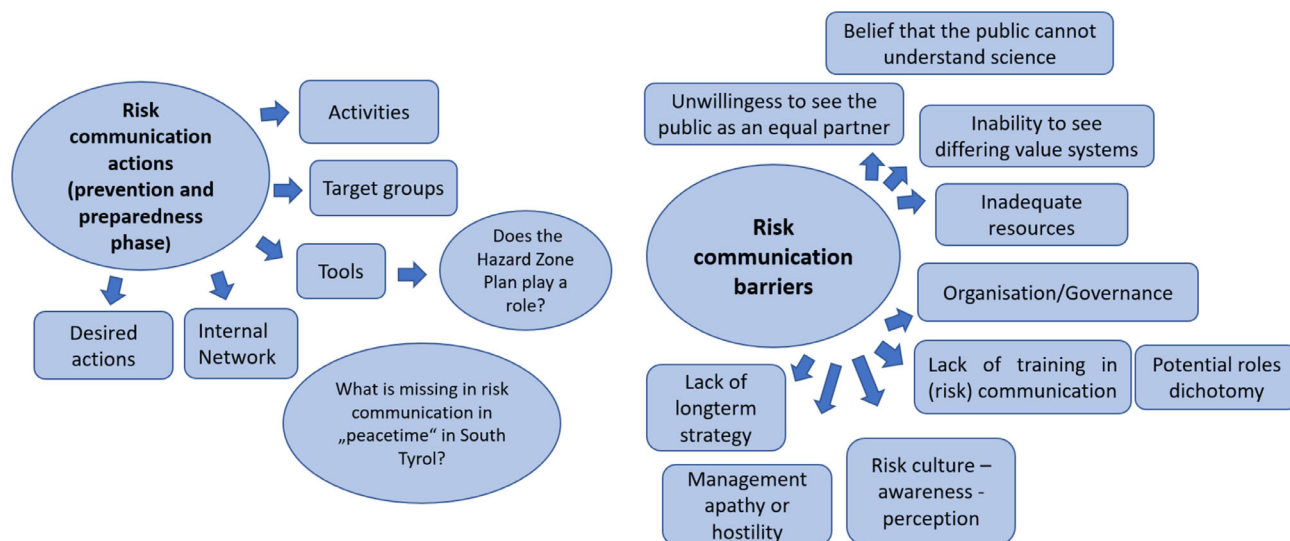 Risk
communication
actions
(prevention and
preparedness
phase)
Activities
Target groups
Tools
Does the
Hazard Zone
Plan play a
role?
Desired
actions
Internal
Network
What is missing in risk
communication in
„peacetime“ in South
Tyrol?
Belief that the public cannot
understand science
Unwillingess to see the
public as an equal partner
Inability to see
differing value systems
Inadequate
resources
Risk
communication
barriers
Organisation/Governance
Lack of training in
(risk) communication
Potential roles
dichotomy
Lack of
longterm
strategy
Management
apathy or
hostility
Risk culture –
awareness -
perception